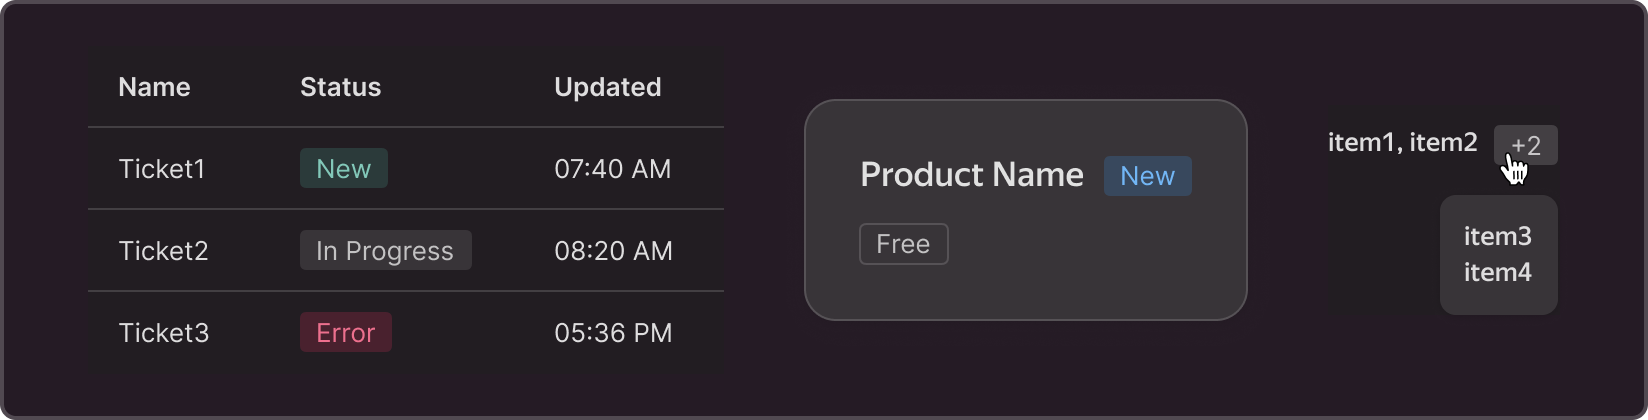 Name Status Updated
Ticket1 New 07:40 AM
Ticket2 In Progress 08:20 AM
Ticket3 Error 05:36 PM
Product Name New
Free
item1, item2 +2
item3
item4